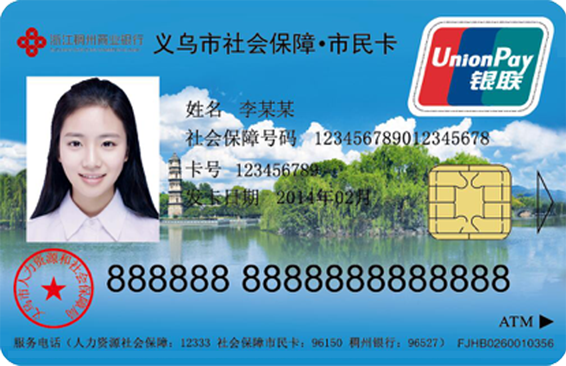 浙江稠州商业银行 义乌市社会保障·市民卡
UnionPay
银联
姓名 李某某
社会保障号码 123456789012345678
卡号 123456789
发卡日期 2014年02月
888888 8888888888888
义乌市人力资源和社会保障局
ATM
服务电话（人力资源社会保障：12333 社会保障市民卡：96150 稠州银行：96527） FJHB0260010356